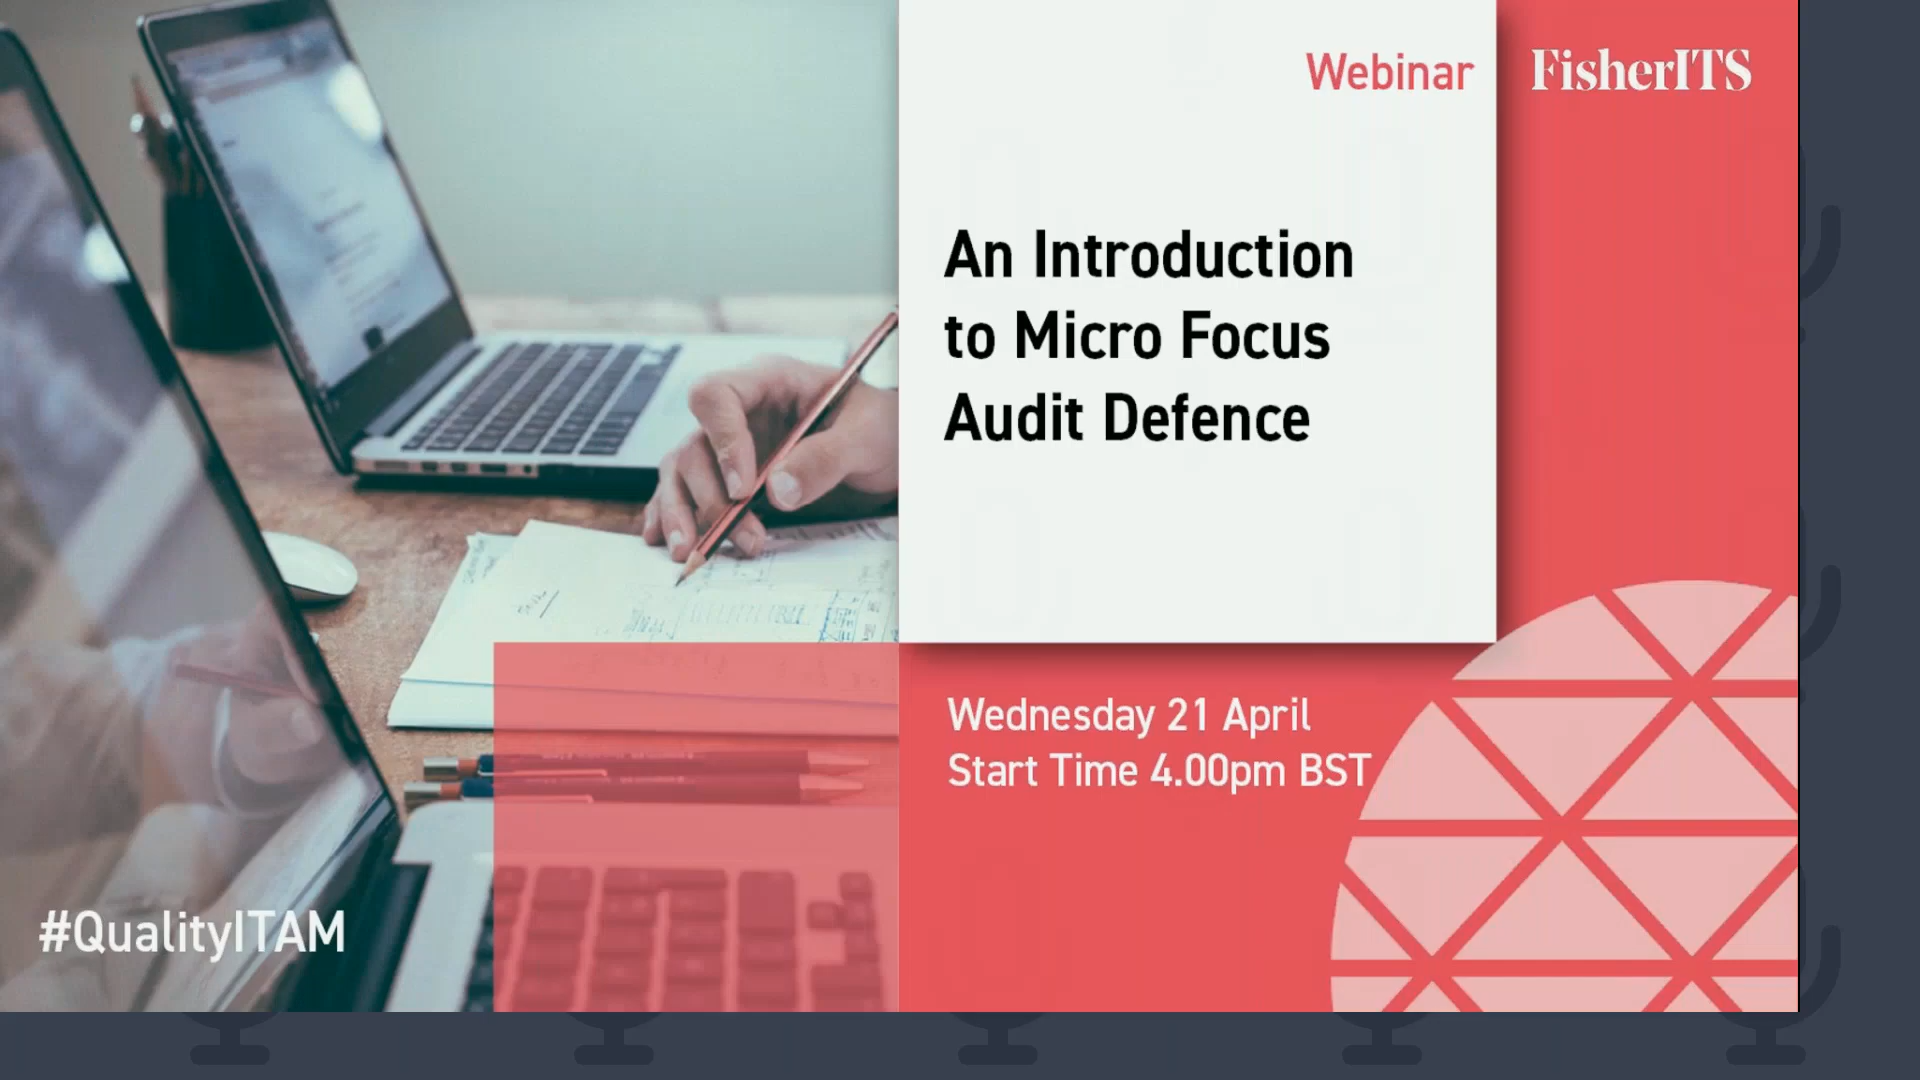 Webinar
FisherITS
An Introduction
to Micro Focus
Audit Defence
Wednesday 21 April
Start Time 4.00pm BST
#QualityITAM